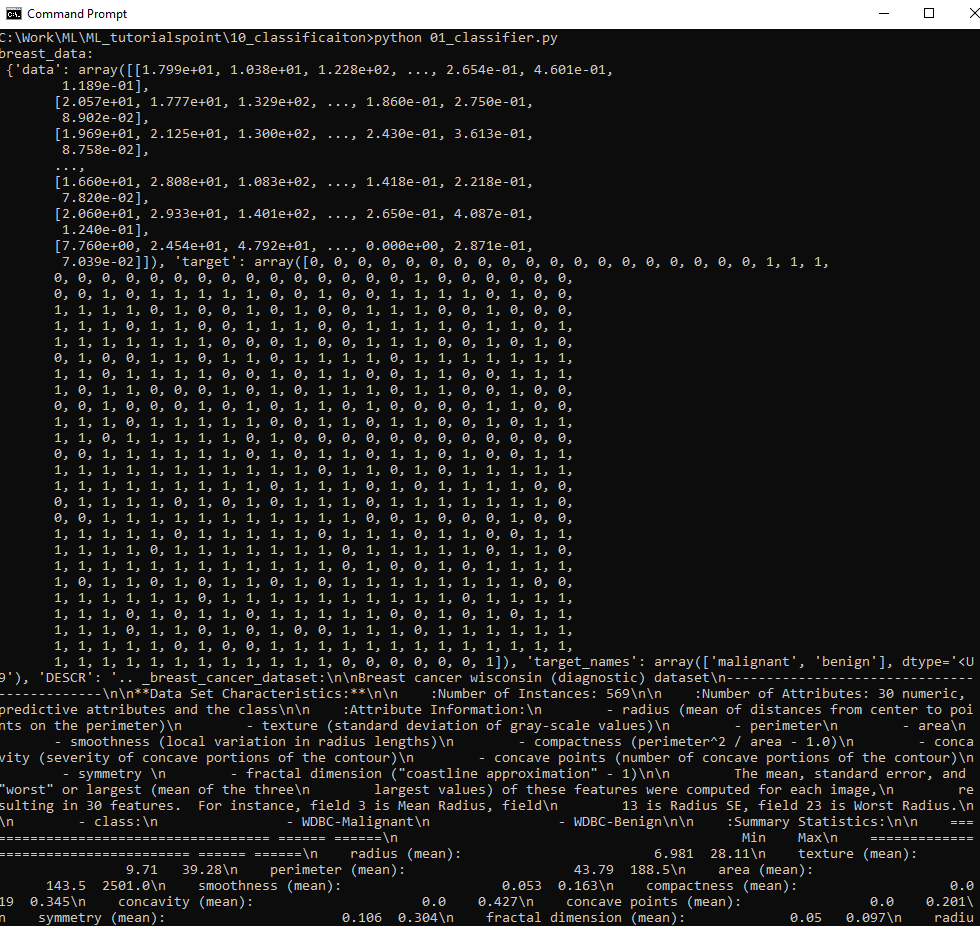 Command Prompt
C:\Work\ML\ML_tutorialspoint\10_classificaiton>python 01_classifier.py
breast_data:
{'data': array([[1.799e+01, 1.038e+01, 1.228e+02, ..., 2.654e-01, 4.601e-01,
1.189e-01],
[2.057e+01, 1.777e+01, 1.329e+02, ..., 1.860e-01, 2.750e-01,
8.902e-02],
[1.969e+01, 2.125e+01, 1.300e+02, ..., 2.430e-01, 3.613e-01,
8.758e-02],
...,
[1.660e+01, 2.808e+01, 1.083e+02, ..., 1.418e-01, 2.218e-01,
7.820e-02],
[2.060e+01, 2.933e+01, 1.401e+02, ..., 2.650e-01, 4.087e-01,
1.240e-01],
[7.760e+00, 2.454e+01, 4.792e+01, ..., 0.000e+00, 2.871e-01,
7.039e-02]]), 'target': array([0, 0, 0, 0, 0, 0, 0, 0, 0, 0, 0, 0, 0, 0, 0, 0, 0, 0, 0, 1, 1, 1,
0, 0, 0, 0, 0, 0, 0, 0, 0, 0, 0, 0, 0, 0, 0, 1, 0, 0, 0, 0, 0, 0,
0, 0, 1, 0, 1, 1, 1, 1, 1, 0, 0, 1, 0, 0, 1, 1, 1, 1, 0, 1, 0, 0,
1, 1, 1, 1, 0, 1, 0, 0, 1, 0, 1, 0, 0, 1, 1, 1, 0, 0, 1, 0, 0, 0,
1, 1, 1, 0, 1, 1, 0, 0, 1, 1, 1, 0, 0, 1, 1, 1, 1, 0, 1, 1, 0, 1,
1, 1, 1, 1, 1, 1, 1, 0, 0, 0, 1, 0, 0, 1, 1, 1, 0, 0, 1, 0, 1, 0,
0, 1, 0, 0, 1, 1, 0, 1, 1, 0, 1, 1, 1, 1, 0, 1, 1, 1, 1, 1, 1, 1,
1, 1, 0, 1, 1, 1, 1, 0, 0, 1, 0, 1, 1, 0, 0, 1, 1, 0, 0, 1, 1, 1,
1, 0, 1, 1, 0, 0, 0, 1, 0, 1, 0, 1, 1, 1, 0, 1, 1, 0, 0, 1, 0, 0,
0, 0, 1, 0, 0, 0, 1, 0, 1, 0, 1, 1, 0, 1, 0, 0, 0, 0, 1, 1, 0, 0,
1, 1, 1, 0, 1, 1, 1, 1, 1, 0, 0, 1, 1, 0, 1, 1, 0, 0, 1, 0, 1, 1,
1, 1, 0, 1, 1, 1, 1, 1, 0, 1, 0, 0, 0, 0, 0, 0, 0, 0, 0, 0, 0, 0,
0, 0, 1, 1, 1, 1, 1, 1, 0, 1, 0, 1, 1, 0, 1, 1, 0, 1, 0, 0, 1, 1,
1, 1, 1, 1, 1, 1, 1, 1, 1, 1, 1, 0, 1, 1, 0, 1, 0, 1, 1, 1, 1, 1,
1, 1, 1, 1, 1, 1, 1, 1, 1, 0, 1, 1, 1, 0, 1, 0, 1, 1, 1, 1, 0, 0,
0, 1, 1, 1, 1, 0, 1, 0, 1, 0, 1, 1, 1, 0, 1, 1, 1, 1, 1, 1, 1, 0,
0, 0, 1, 1, 1, 1, 1, 1, 1, 1, 1, 1, 1, 0, 0, 1, 0, 0, 0, 1, 0, 0,
1, 1, 1, 1, 1, 0, 1, 1, 1, 1, 1, 0, 1, 1, 1, 0, 1, 1, 0, 0, 1, 1,
1, 1, 1, 1, 0, 1, 1, 1, 1, 1, 1, 1, 0, 1, 1, 1, 1, 1, 0, 1, 1, 0,
1, 1, 1, 1, 1, 1, 1, 1, 1, 1, 1, 1, 0, 1, 0, 0, 1, 0, 1, 1, 1, 1,
1, 0, 1, 1, 0, 1, 0, 1, 1, 0, 1, 0, 1, 1, 1, 1, 1, 1, 1, 1, 0, 0,
1, 1, 1, 1, 1, 1, 0, 1, 1, 1, 1, 1, 1, 1, 1, 1, 1, 0, 1, 1, 1, 1,
1, 1, 1, 0, 1, 0, 1, 1, 0, 1, 1, 1, 1, 1, 0, 0, 1, 0, 1, 0, 1, 1,
1, 1, 1, 0, 1, 1, 0, 1, 0, 1, 0, 0, 1, 1, 1, 0, 1, 1, 1, 1, 1, 1,
1, 1, 1, 1, 1, 0, 1, 0, 0, 1, 1, 1, 1, 1, 1, 1, 1, 1, 1, 1, 1, 1,
1, 1, 1, 1, 1, 1, 1, 1, 1, 1, 1, 1, 0, 0, 0, 0, 0, 0, 1]), 'target_names': array(['malignant', 'benign'], dtype='<U
9'), 'DESCR': '.. _breast_cancer_dataset:\n\nBreast cancer wisconsin (diagnostic) dataset\n-------------------------------
-------------\n\n**Data Set Characteristics:**\n\n    :Number of Instances: 569\n\n    :Number of Attributes: 30 numeric,
predictive attributes and the class\n\n    :Attribute Information:\n        - radius (mean of distances from center to poi
nts on the perimeter)\n        - texture (standard deviation of gray-scale values)\n        - perimeter\n        - area\n
- smoothness (local variation in radius lengths)\n        - compactness (perimeter^2 / area - 1.0)\n        - conca
vity (severity of concave portions of the contour)\n        - concave points (number of concave portions of the contour)\n
- symmetry \n        - fractal dimension ("coastline approximation" - 1)\n\n        The mean, standard error, and
"worst" or largest (mean of the three\n        largest values) of these features were computed for each image,\n        re
sulting in 30 features.  For instance, field 3 is Mean Radius, field\n        13 is Radius SE, field 23 is Worst Radius.\n
\n        - class:\n                - WDBC-Malignant\n                - WDBC-Benign\n\n    :Summary Statistics:\n\n    ===
================================== ====== ======\n                                           Min    Max\n    =============
======================== ====== ======\n    radius (mean):                        6.981  28.11\n    texture (mean):
9.71   39.28\n    perimeter (mean):                     43.79  188.5\n    area (mean):
143.5  2501.0\n    smoothness (mean):                    0.053  0.163\n    compactness (mean):                   0.0
19  0.345\n    concavity (mean):                     0.0    0.427\n    concave points (mean):                0.0    0.201\
n    symmetry (mean):                      0.106  0.304\n    fractal dimension (mean):             0.05   0.097\n    radiu